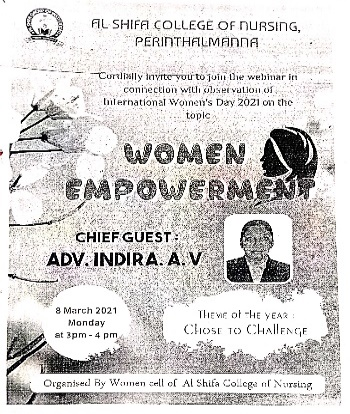 AL SHIFA COLLEGE OF NURSING,
PERINTHALMANNA
Cordially invite you to join the webinar in
connection with observation of
International Women's Day 2021 on the
topic
WOMEN
EMPOWERMENT
CHIEF GUEST :
ADV. INDIRA. A. V
8 March 2021
Monday
at 3pm - 4 pm
Theme of the year :
Chose to Challenge
Organised By Women cell of Al Shifa College of Nursing